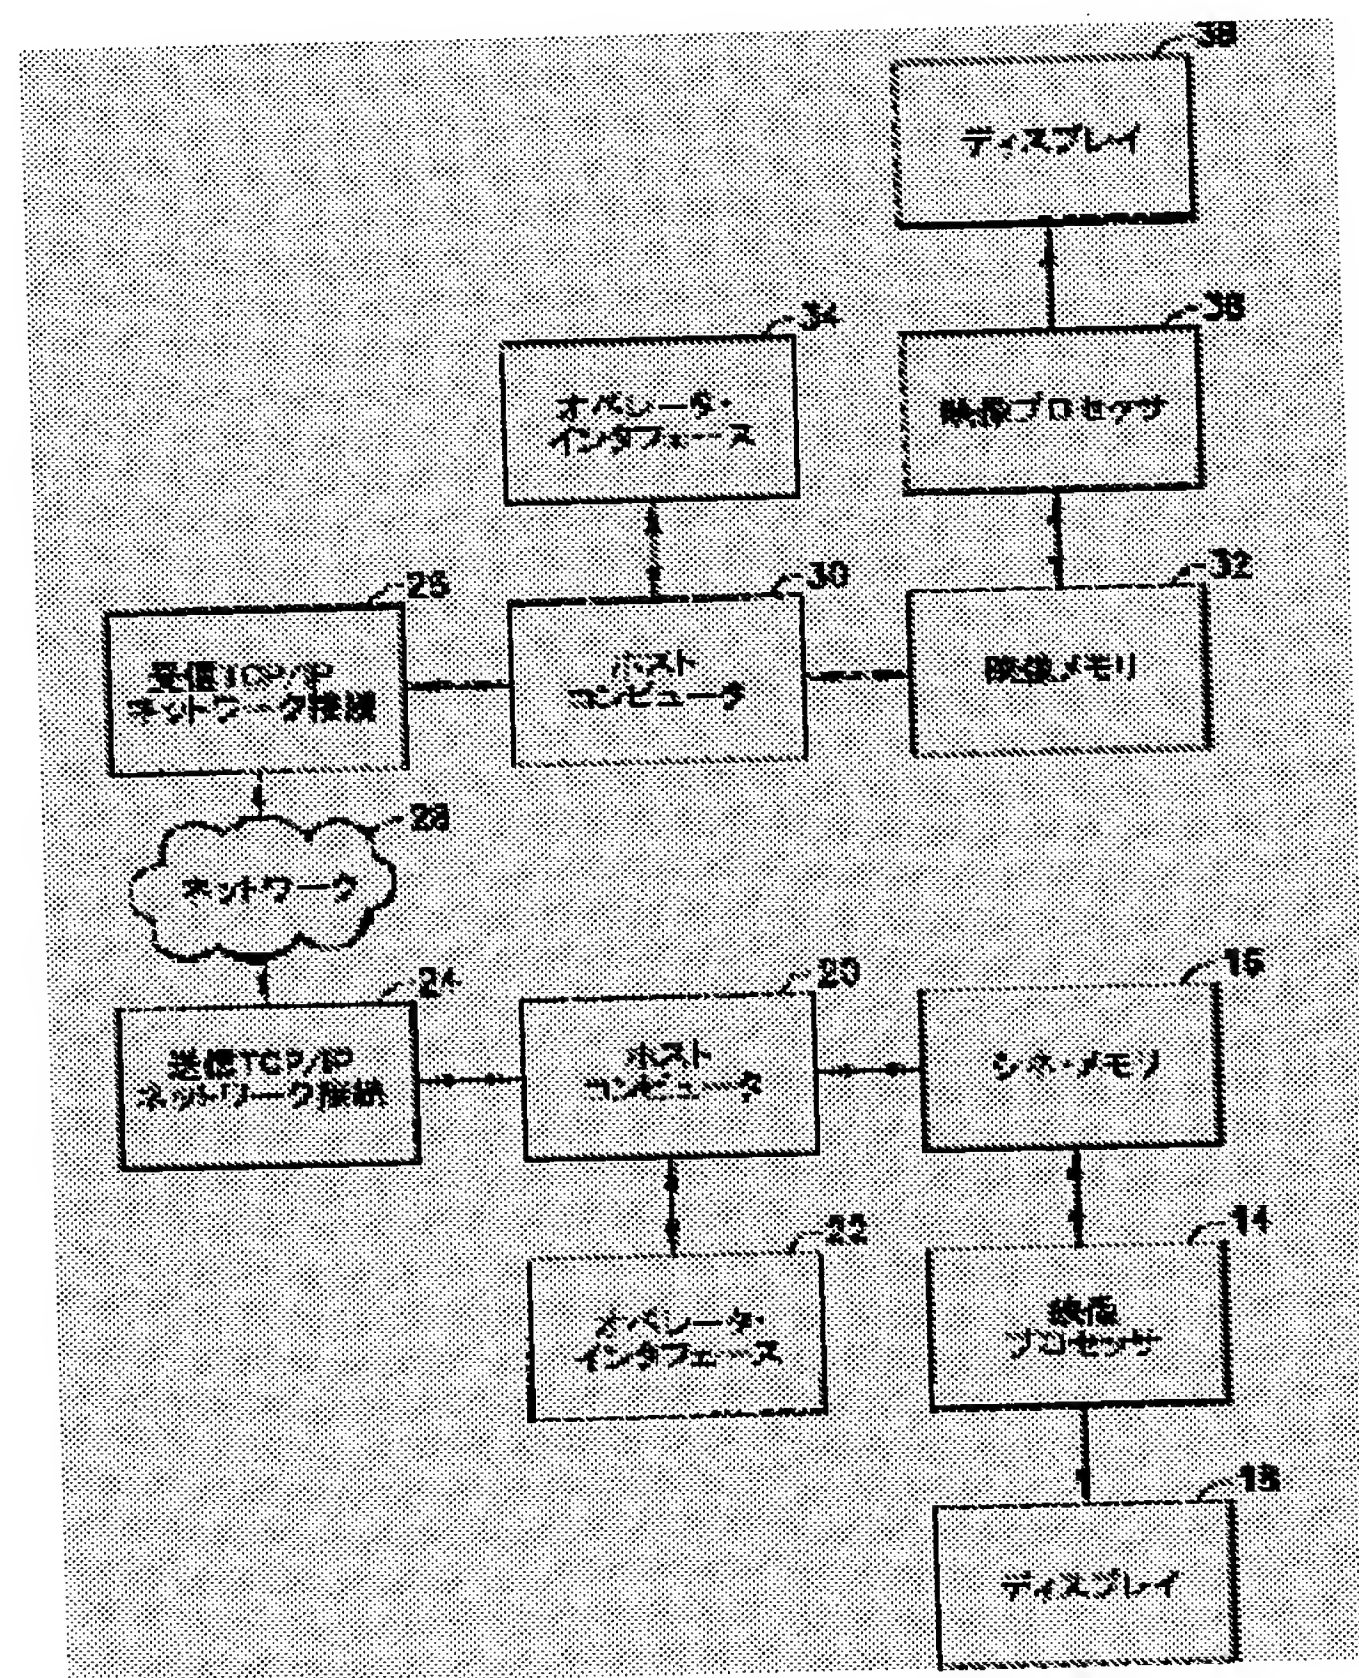 38
ディスプレイ
34
36
オペレータ・
インタフェース
映像プロセッサ
26
30
32
受信TCP/IP
ネットワーク接続
ホスト
コンピュータ
映像メモリ
28
ネットワーク
24
20
16
送信TCP/IP
ネットワーク接続
ホスト
コンピュータ
シネ・メモリ
22
14
オペレータ・
インタフェース
映像
プロセッサ
18
ディスプレイ